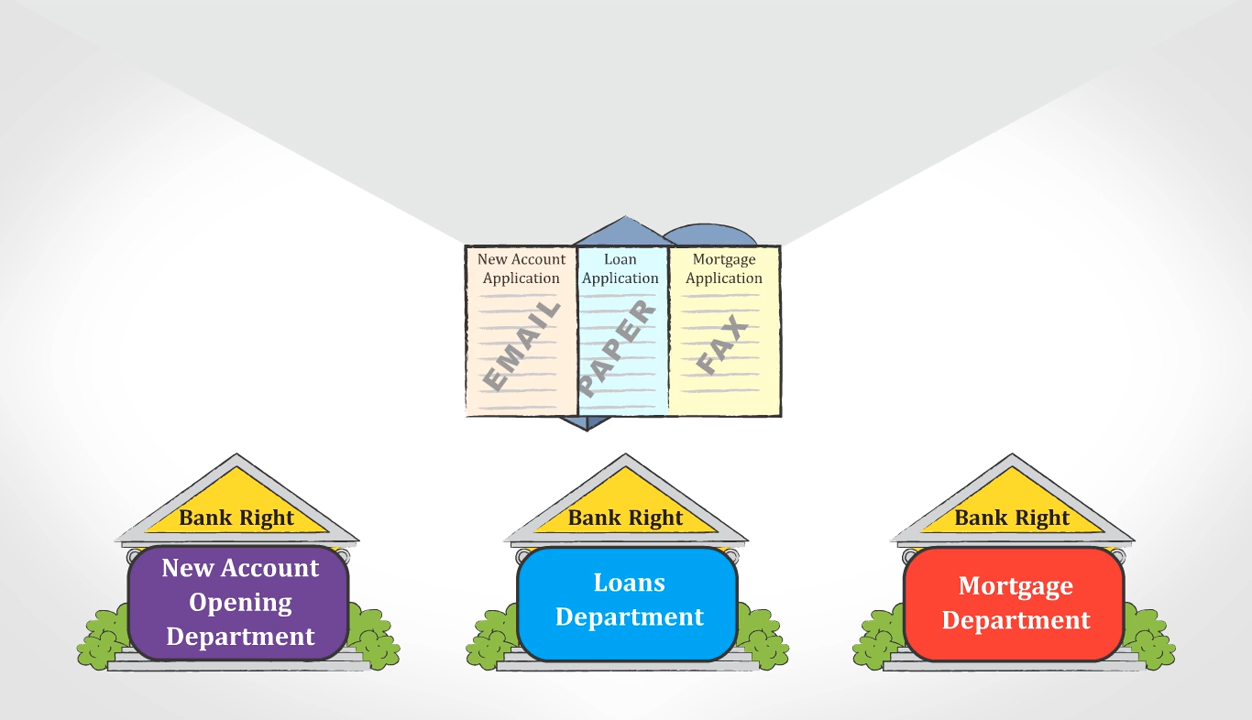 New Account
Application
EMAIL
Loan
Application
PAPER
Mortgage
Application
FAX
Bank Right
New Account
Opening
Department
Bank Right
Loans
Department
Bank Right
Mortgage
Department